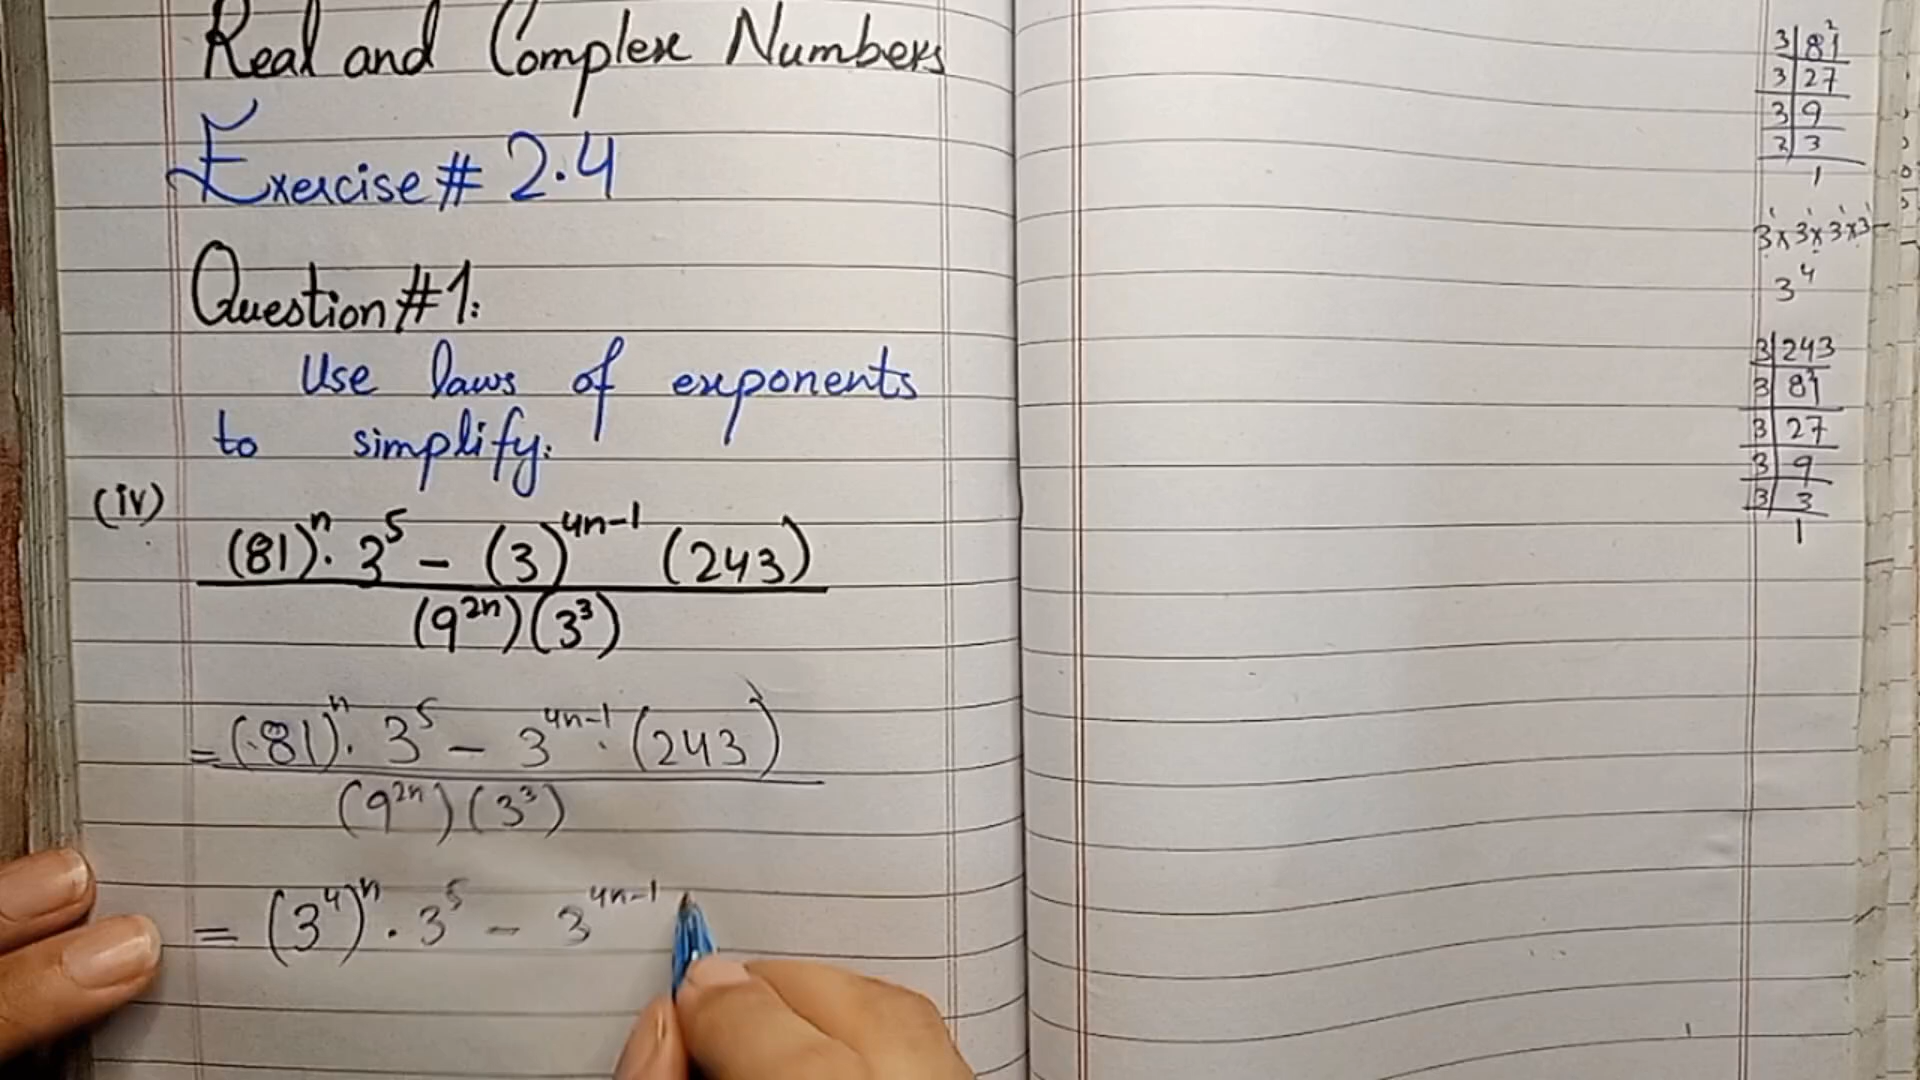 Real and Complex Numbers
Exercise # 2.4
Question #1:
Use laws of exponents
to simplify:
(iv)
(81)^n · 3^5 − (3)^{4n−1} (243)
(9^{2n})(3^3)
= (81)^n · 3^5 − 3^{4n−1} · (243)
(9^{2n})(3^3)
= (3^4)^n · 3^5 − 3^{4n−1}
3|81
3|27
3|9
3|3
1
3×3×3×3
3^4
3|243
3|81
3|27
3|9
3|3
1